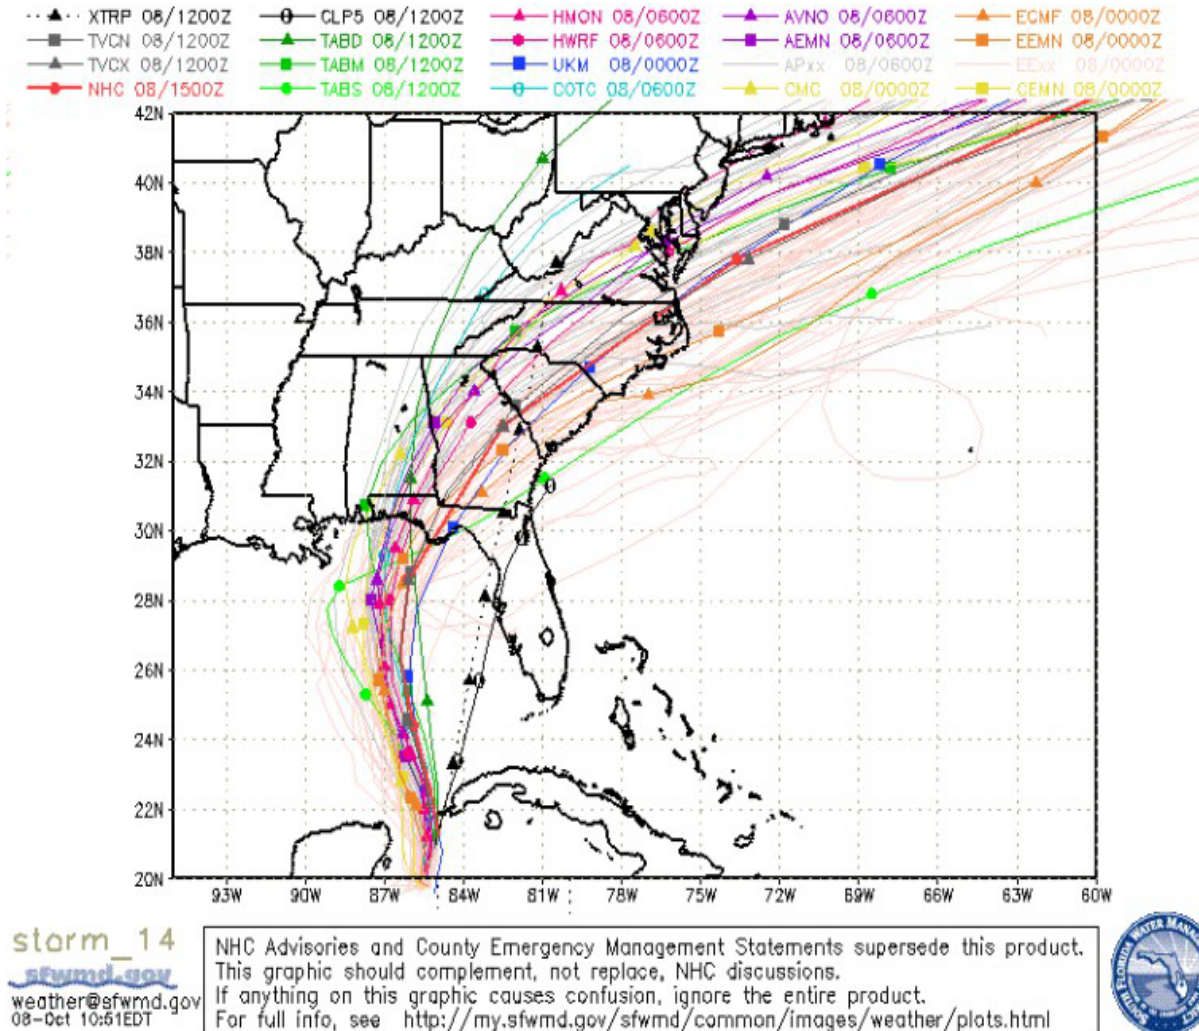 XTRP 08/1200Z CLP5 08/1200Z HMON 08/0600Z AVNO 08/0600Z ECMF 08/0000Z
TVCN 08/1200Z TABD 08/1200Z HWRF 08/0600Z AEMN 08/0600Z EEMN 08/0000Z
TVCX 08/1200Z TABM 08/1200Z UKM 08/0000Z APxx 08/0600Z EExx 08/0000Z
NHC 08/1500Z TABS 08/1200Z COTC 08/0600Z CMC 08/0000Z CEMN 08/0000Z
42N
40N
38N
36N
34N
32N
30N
28N
26N
24N
22N
20N
93W 90W 87W 84W 81W 78W 75W 72W 69W 66W 63W 60W
storm_14
sfwmd.gov
weather@sfwmd.gov
08-Oct 10:51EDT
NHC Advisories and County Emergency Management Statements supersede this product.
This graphic should complement, not replace, NHC discussions.
If anything on this graphic causes confusion, ignore the entire product.
For full info, see http://my.sfwmd.gov/sfwmd/common/images/weather/plots.html